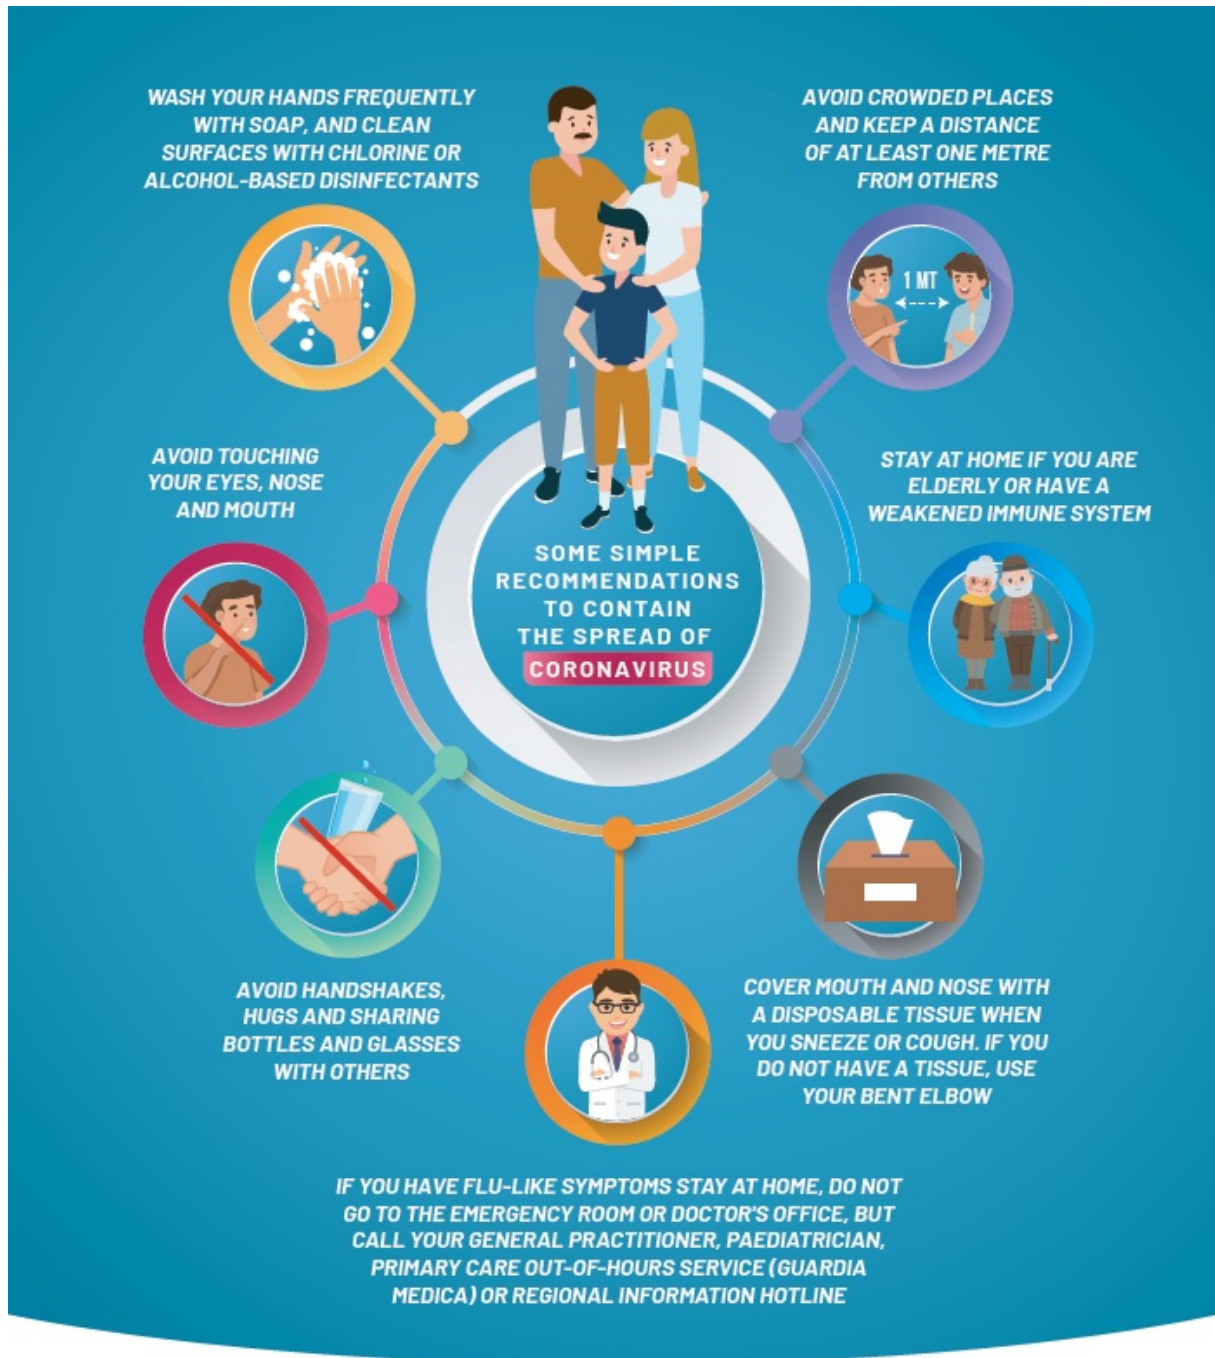 WASH YOUR HANDS FREQUENTLY
WITH SOAP, AND CLEAN
SURFACES WITH CHLORINE OR
ALCOHOL-BASED DISINFECTANTS
AVOID CROWDED PLACES
AND KEEP A DISTANCE
OF AT LEAST ONE METRE
FROM OTHERS
1 MT
AVOID TOUCHING
YOUR EYES, NOSE
AND MOUTH
STAY AT HOME IF YOU ARE
ELDERLY OR HAVE A
WEAKENED IMMUNE SYSTEM
SOME SIMPLE
RECOMMENDATIONS
TO CONTAIN
THE SPREAD OF
CORONAVIRUS
AVOID HANDSHAKES,
HUGS AND SHARING
BOTTLES AND GLASSES
WITH OTHERS
COVER MOUTH AND NOSE WITH
A DISPOSABLE TISSUE WHEN
YOU SNEEZE OR COUGH. IF YOU
DO NOT HAVE A TISSUE, USE
YOUR BENT ELBOW
IF YOU HAVE FLU-LIKE SYMPTOMS STAY AT HOME, DO NOT
GO TO THE EMERGENCY ROOM OR DOCTOR'S OFFICE, BUT
CALL YOUR GENERAL PRACTITIONER, PAEDIATRICIAN,
PRIMARY CARE OUT-OF-HOURS SERVICE (GUARDIA
MEDICA) OR REGIONAL INFORMATION HOTLINE